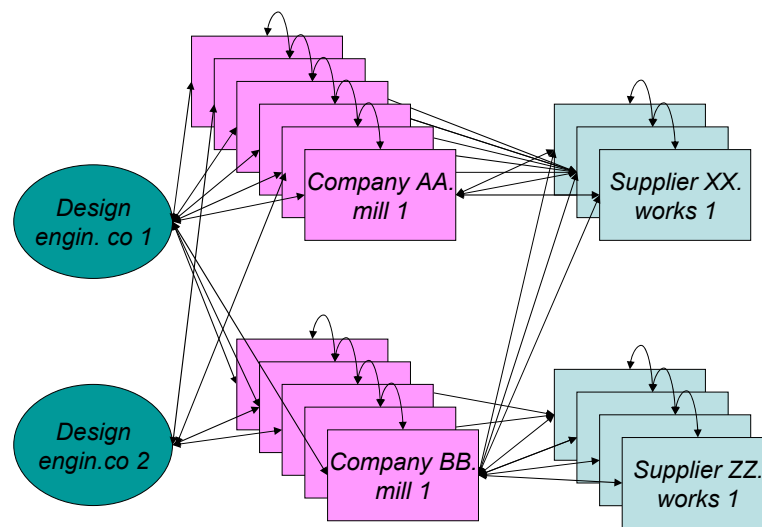 Design
engin. co 1
Company AA.
mill 1
Supplier XX.
works 1
Design
engin.co 2
Company BB.
mill 1
Supplier ZZ.
works 1